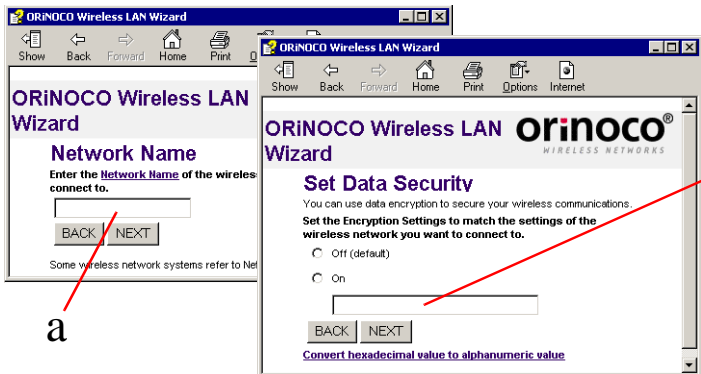 ORiNOCO Wireless LAN Wizard
Show Back Forward Home Print
ORiNOCO Wireless LAN
Wizard
Network Name
Enter the Network Name of the
connect to.
BACK NEXT
Some wireless network systems refer to
a
ORiNOCO Wireless LAN Wizard
Show Back Forward Home Print Options Internet
ORiNOCO Wireless LAN
Wizard
orinoco®
WIRELESS NETWORKS
Set Data Security
You can use data encryption to secure your wireless communications.
Set the Encryption Settings to match the settings of the
wireless network you want to connect to.
Off (default)
On
BACK NEXT
Convert hexadecimal value to alphanumeric value